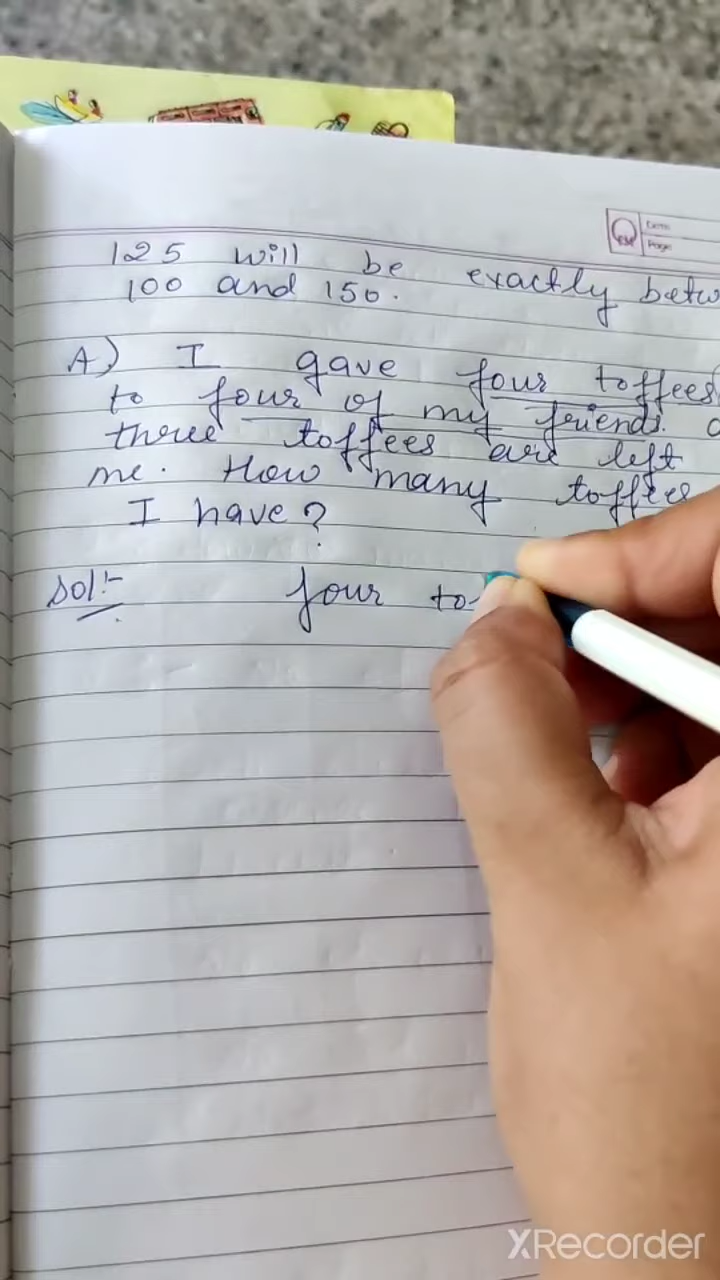 125 will be exactly betw
100 and 150.
A) I gave four toffees
to four of my friends.
three toffees are left
me. How many toffee
I have?
Sol:- four to
Page
XRecorder